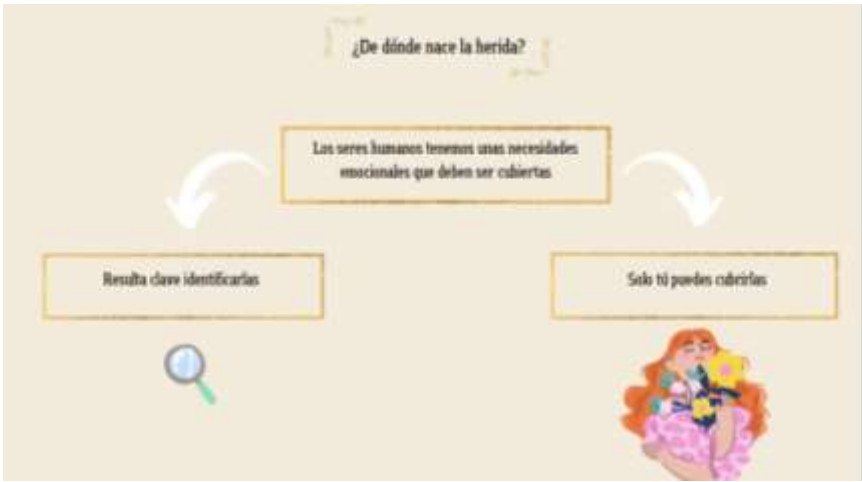 ¿De dónde nace la herida?
Los seres humanos tenemos unas necesidades
emocionales que deben ser cubiertas
Resulta clave identificarlas
Solo tú puedes cubrirlas